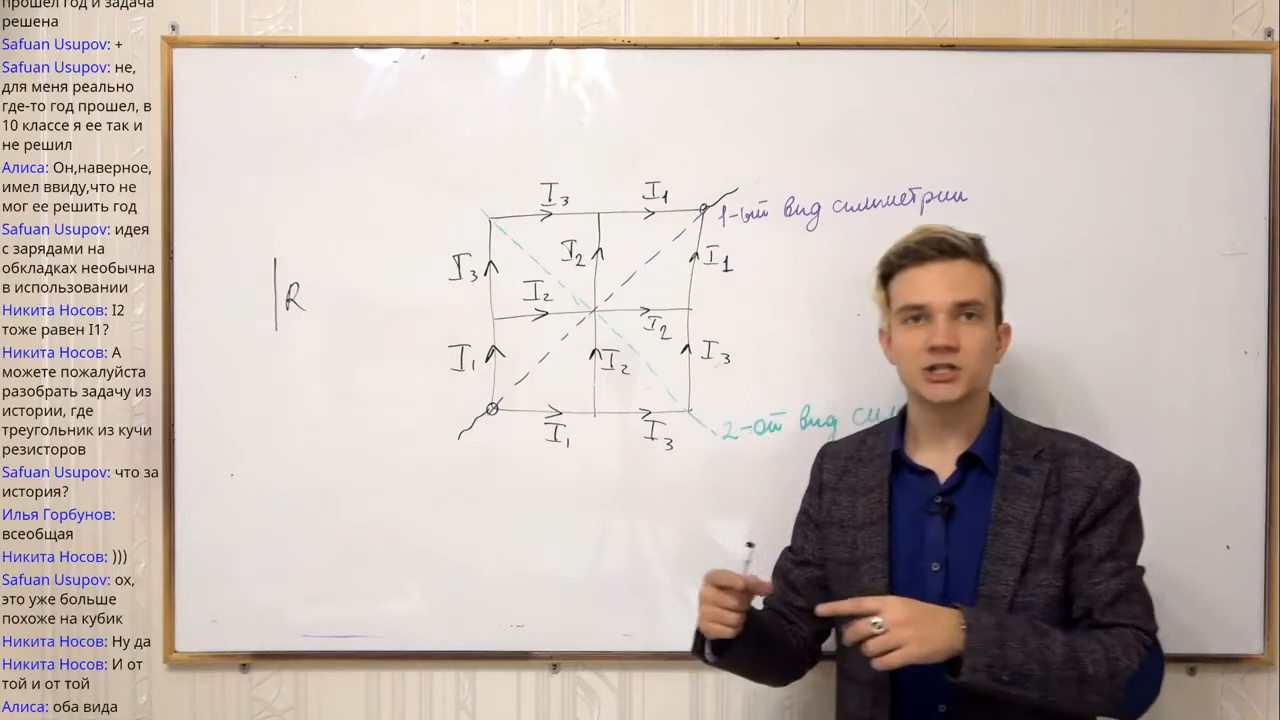 прошел год и задача
решена
Safuan Usupov: +
Safuan Usupov: не,
для меня реально
где-то год прошел, в
10 классе я ее так и
не решил
Алиса: Он,наверное,
имел ввиду,что не
мог ее решить год
Safuan Usupov: идея
с зарядами на
обкладках необычна
в использовании
Никита Носов: I2
тоже равен I1?
Никита Носов: А
можете пожалуйста
разобрать задачу из
истории, где
треугольник из кучи
резисторов
Safuan Usupov: что за
история?
Илья Горбунов:
всеобщая
Никита Носов: )))
Safuan Usupov: ох,
это уже больше
похоже на кубик
Никита Носов: Ну да
Никита Носов: И от
той и от той
Алиса: оба вида
I3 I1
1-ый вид симметрии
I3 I2 I1
I2 I2
R
I1 I2 I3
I1 I3
2-ой вид сим